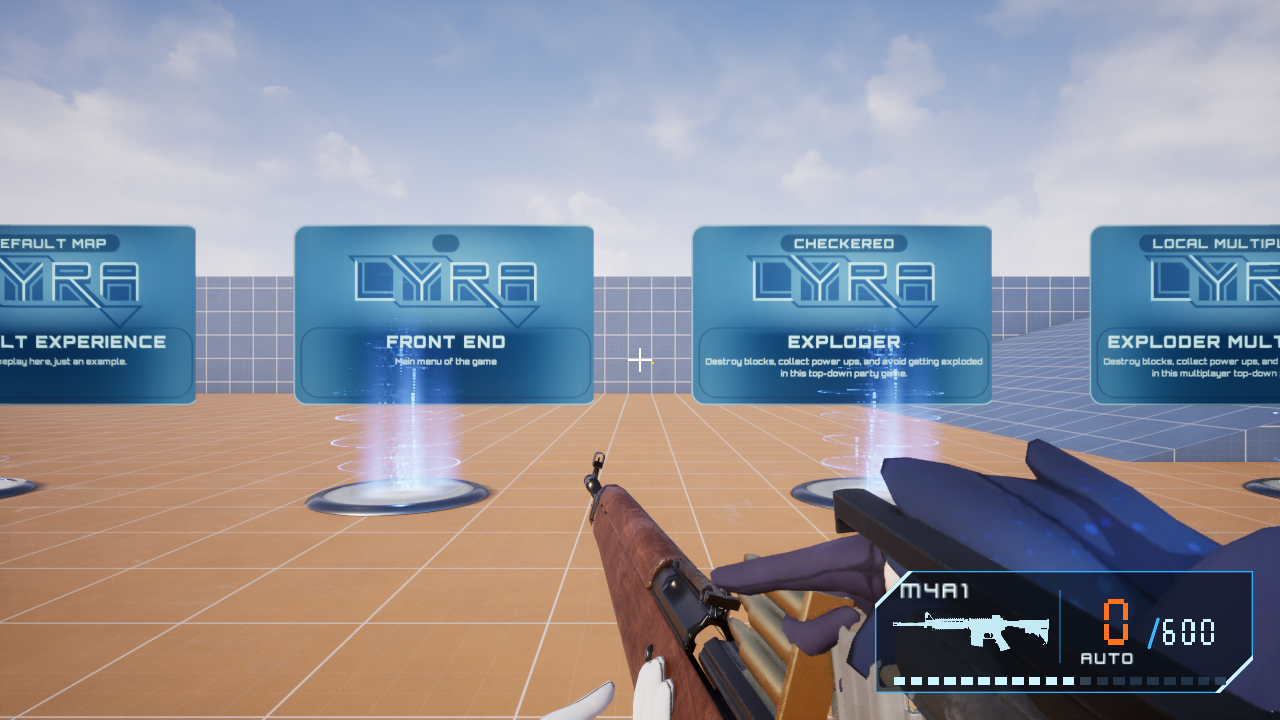 EFAULT MAP
LYRA
LT EXPERIENCE
eplay here, just an example.
LYRA
FRONT END
Main menu of the game
CHECKERED
LYRA
EXPLODER
Destroy blocks, collect power ups, and avoid getting exploded
in this top-down party game.
LOCAL MULTIPL
LYR
EXPLODER MULT
Destroy blocks, collect power ups, and
in this multiplayer top-down
M4A1
0 /600
AUTO